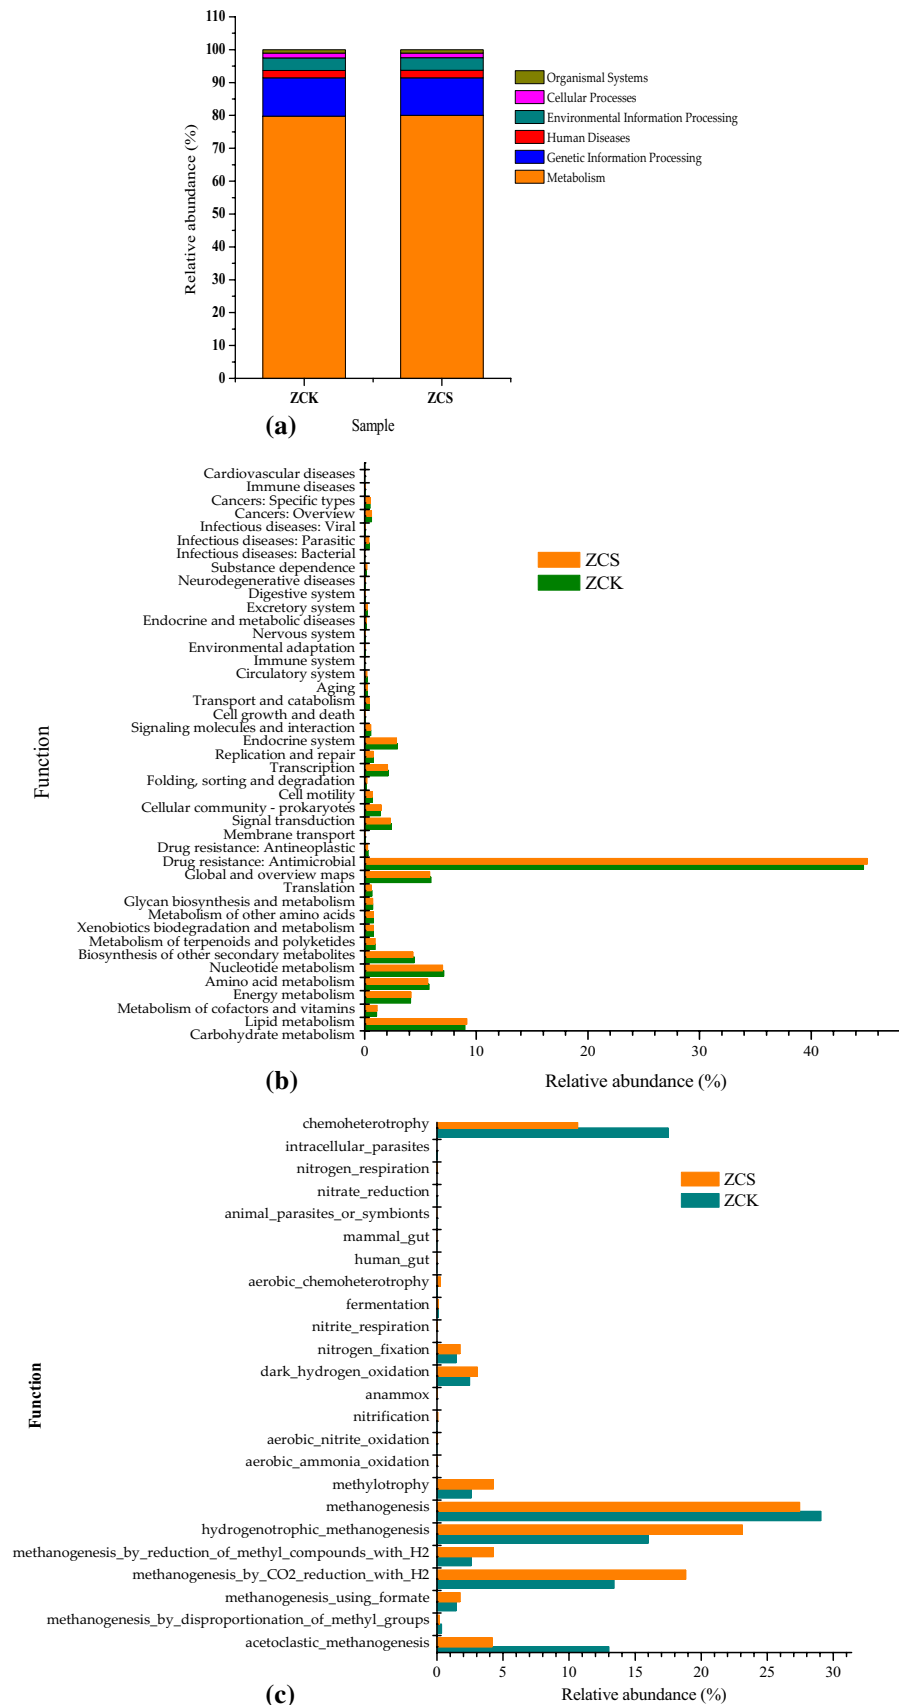 110
100
90
80
70
60
50
40
30
20
10
0
Relative abundance (%)
ZCK
ZCS
Sample
Organismal Systems
Cellular Processes
Environmental Information Processing
Human Diseases
Genetic Information Processing
Metabolism
(a)
Function
Cardiovascular diseases
Immune diseases
Cancers: Specific types
Cancers: Overview
Infectious diseases: Viral
Infectious diseases: Parasitic
Infectious diseases: Bacterial
Substance dependence
Neurodegenerative diseases
Digestive system
Excretory system
Endocrine and metabolic diseases
Nervous system
Environmental adaptation
Immune system
Circulatory system
Aging
Transport and catabolism
Cell growth and death
Signaling molecules and interaction
Endocrine system
Replication and repair
Transcription
Folding, sorting and degradation
Cell motility
Cellular community - prokaryotes
Signal transduction
Membrane transport
Drug resistance: Antineoplastic
Drug resistance: Antimicrobial
Global and overview maps
Translation
Glycan biosynthesis and metabolism
Metabolism of other amino acids
Xenobiotics biodegradation and metabolism
Metabolism of terpenoids and polyketides
Biosynthesis of other secondary metabolites
Nucleotide metabolism
Amino acid metabolism
Energy metabolism
Metabolism of cofactors and vitamins
Lipid metabolism
Carbohydrate metabolism
ZCS
ZCK
0 10 20 30 40
Relative abundance (%)
(b)
Function
chemoheterotrophy
intracellular_parasites
nitrogen_respiration
nitrate_reduction
animal_parasites_or_symbionts
mammal_gut
human_gut
aerobic_chemoheterotrophy
fermentation
nitrite_respiration
nitrogen_fixation
dark_hydrogen_oxidation
anammox
nitrification
aerobic_nitrite_oxidation
aerobic_ammonia_oxidation
methylotrophy
methanogenesis
hydrogenotrophic_methanogenesis
methanogenesis_by_reduction_of_methyl_compounds_with_H2
methanogenesis_by_CO2_reduction_with_H2
methanogenesis_using_formate
methanogenesis_by_disproportionation_of_methyl_groups
acetoclastic_methanogenesis
ZCS
ZCK
0 5 10 15 20 25 30
Relative abundance (%)
(c)